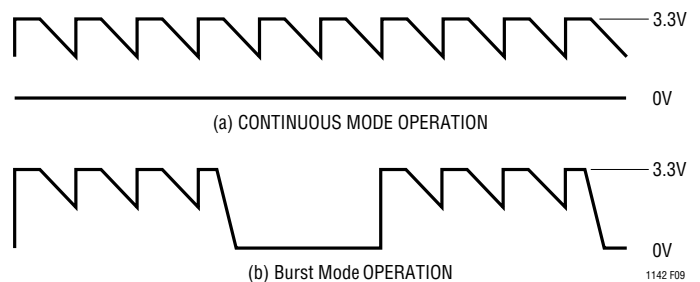 3.3V
0V
(a) CONTINUOUS MODE OPERATION
3.3V
0V
(b) Burst Mode OPERATION
1142 F09